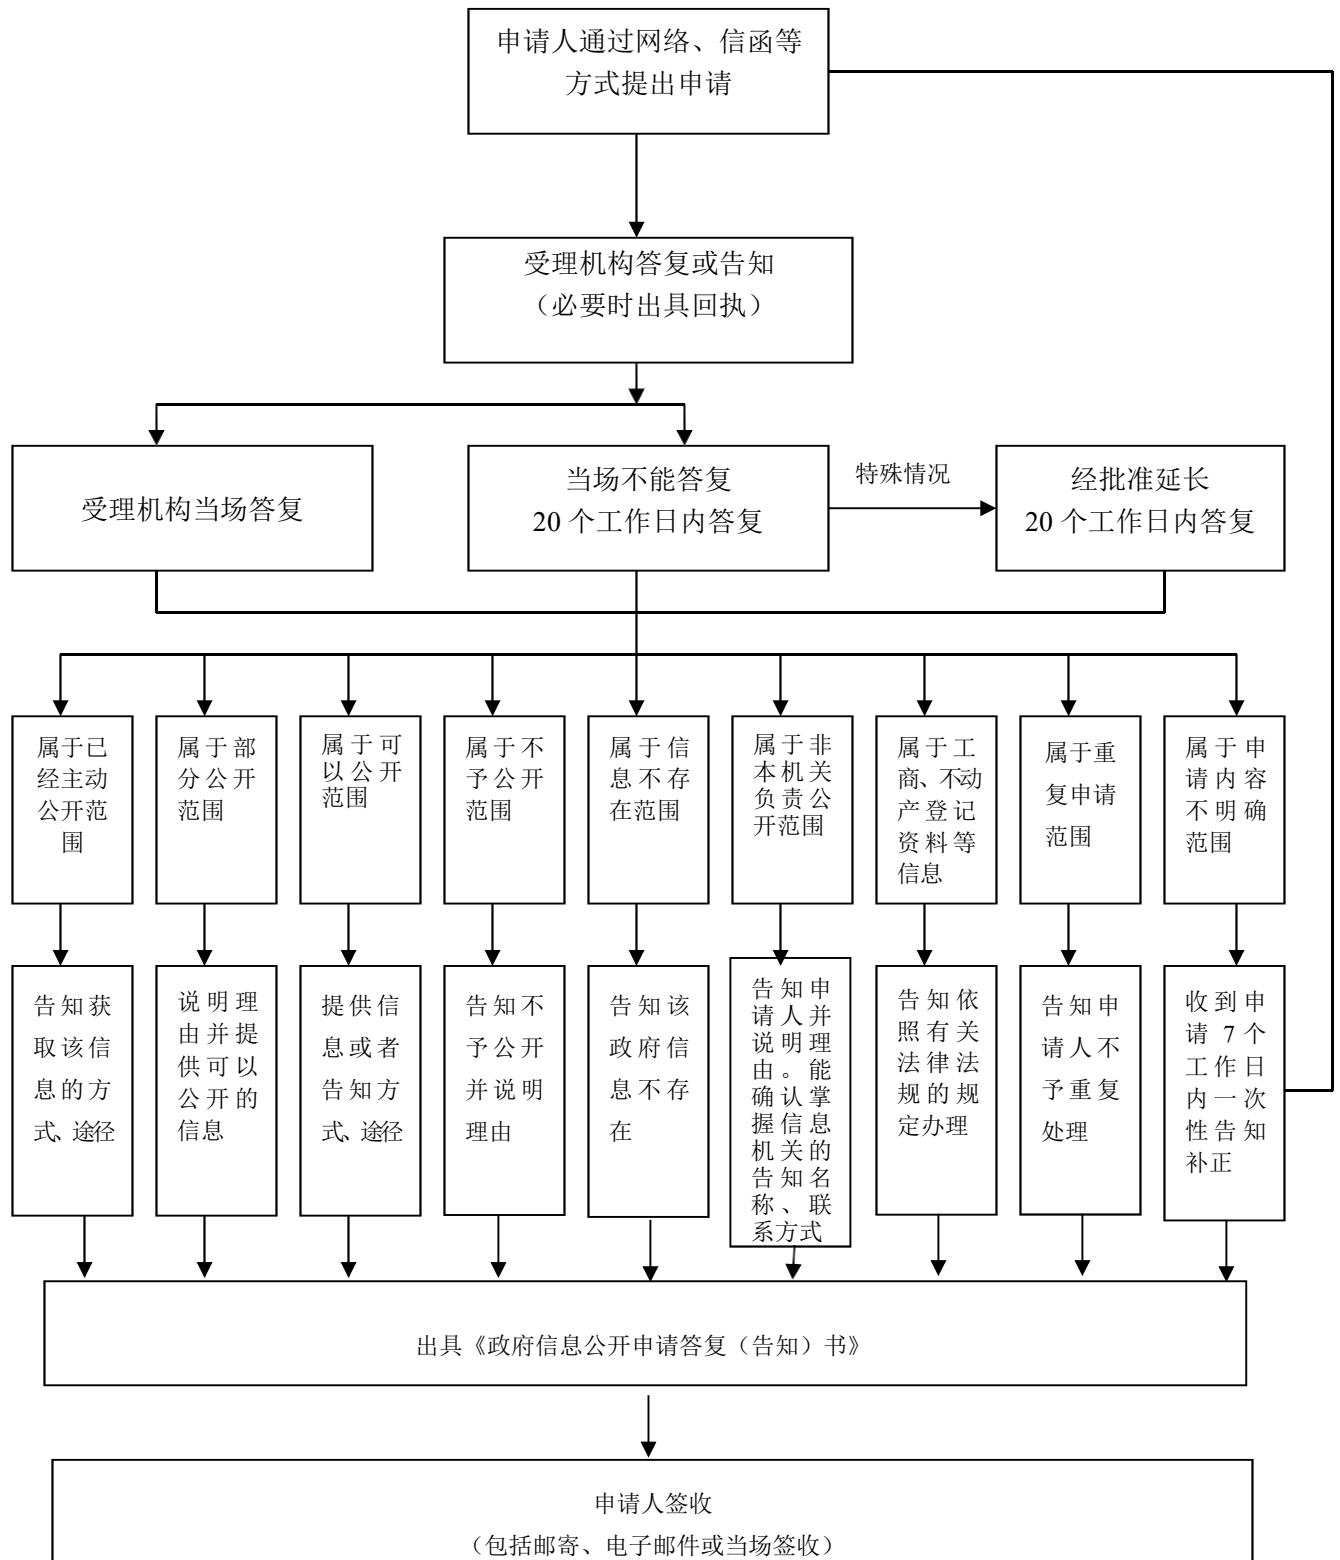 申请人通过网络、信函等
方式提出申请
受理机构答复或告知
（必要时出具回执）
受理机构当场答复
当场不能答复
20 个工作日内答复
特殊情况
经批准延长
20 个工作日内答复
属于已
经主动
公开范
围
属于部
分公开
范围
属于可
以公开
范围
属于不
予公开
范围
属于信
息不存
在范围
属于非
本机关
负责公
开范围
属于工
商、不动
产登记
资料等
信息
属于重
复申请
范围
属于申
请内容
不明确
范围
告知获
取该信
息的方
式、途径
说明理
由并提
供可以
公开的
信息
提供信
息或者
告知方
式、途径
告知不
予公开
并说明
理由
告知该
政府信
息不存
在
告知申
请人并
说明理
由。能
确认掌
握信息
机关的
告知名
称、联
系方式
告知依
照有关
法律法
规的规
定办理
告知申
请人不
予重复
处理
收到申
请 7 个
工作日
内一次
性告知
补正
出具《政府信息公开申请答复（告知）书》
申请人签收
（包括邮寄、电子邮件或当场签收）